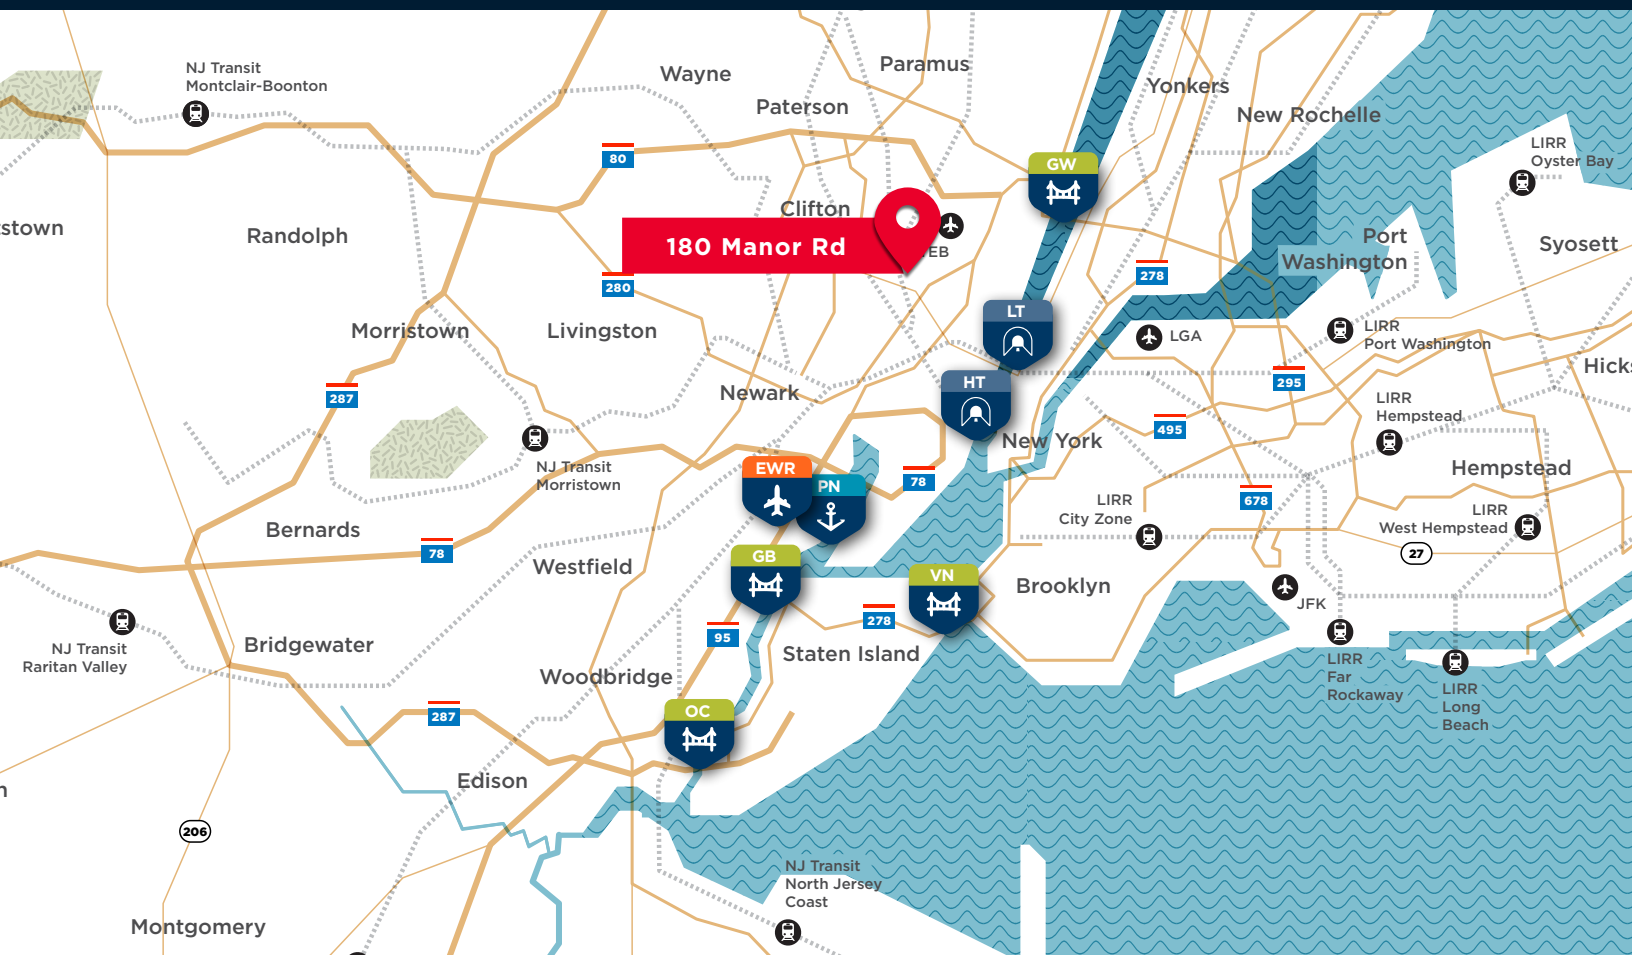 NJ Transit
Montclair-Boonton
Wayne
Paramus
Paterson
Yonkers
New Rochelle
LIRR
Oyster Bay
80
GW
Clifton
Randolph
180 Manor Rd
EB
Port
Washington
Syosett
278
280
LT
Morristown
Livingston
LGA
LIRR
Port Washington
HT
295
287
Newark
LIRR
Hempstead
495
New York
NJ Transit
Morristown
EWR
PN
78
Hempstead
678
LIRR
City Zone
LIRR
West Hempstead
Bernards
78
27
GB
Westfield
VN
Brooklyn
JFK
278
95
NJ Transit
Raritan Valley
Bridgewater
Staten Island
Woodbridge
LIRR
Far
Rockaway
LIRR
Long
Beach
287
OC
Edison
206
NJ Transit
North Jersey
Coast
Montgomery